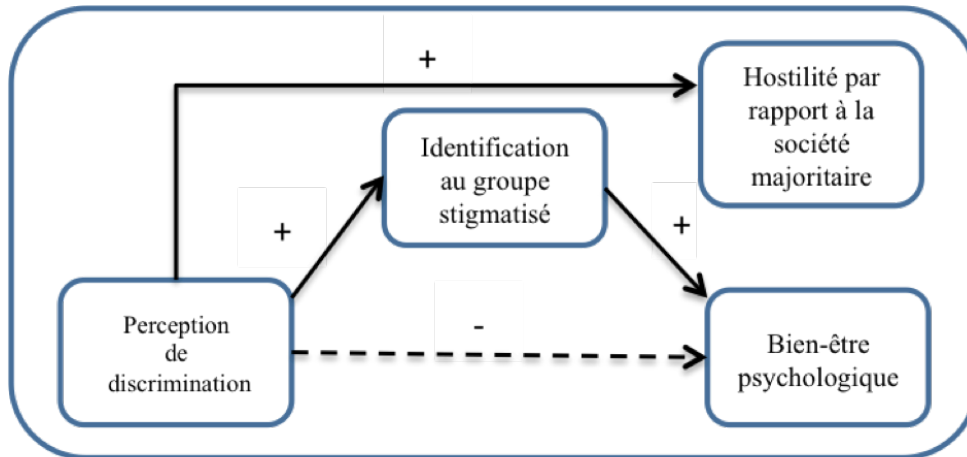 +
Hostilité par
rapport à la
société
majoritaire
Identification
au groupe
stigmatisé
+
+
Perception
de
discrimination
-
Bien-être
psychologique